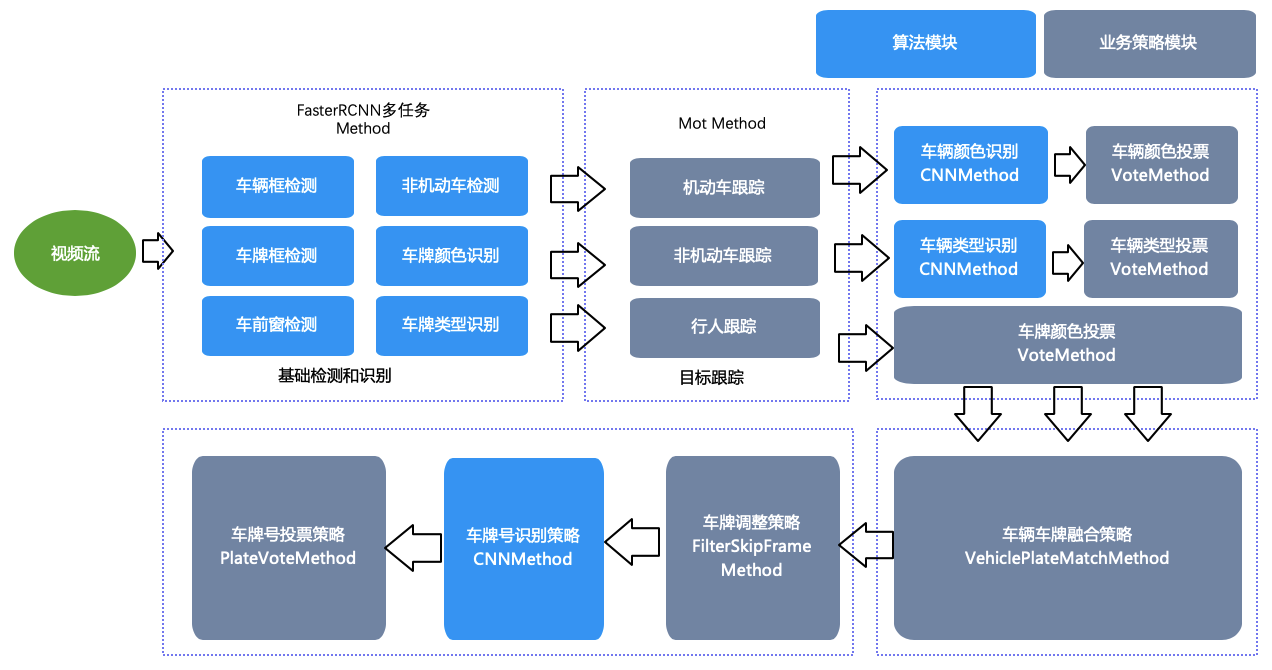 算法模块
业务策略模块
FasterRCNN多任务
Method
车辆框检测
非机动车检测
车牌框检测
车牌颜色识别
车前窗检测
车牌类型识别
基础检测和识别
视频流
Mot Method
机动车跟踪
非机动车跟踪
行人跟踪
目标跟踪
车辆颜色识别
CNNMethod
车辆颜色投票
VoteMethod
车辆类型识别
CNNMethod
车辆类型投票
VoteMethod
车牌颜色投票
VoteMethod
车辆车牌融合策略
VehiclePlateMatchMethod
车牌调整策略
FilterSkipFrame
Method
车牌号识别策略
CNNMethod
车牌号投票策略
PlateVoteMethod